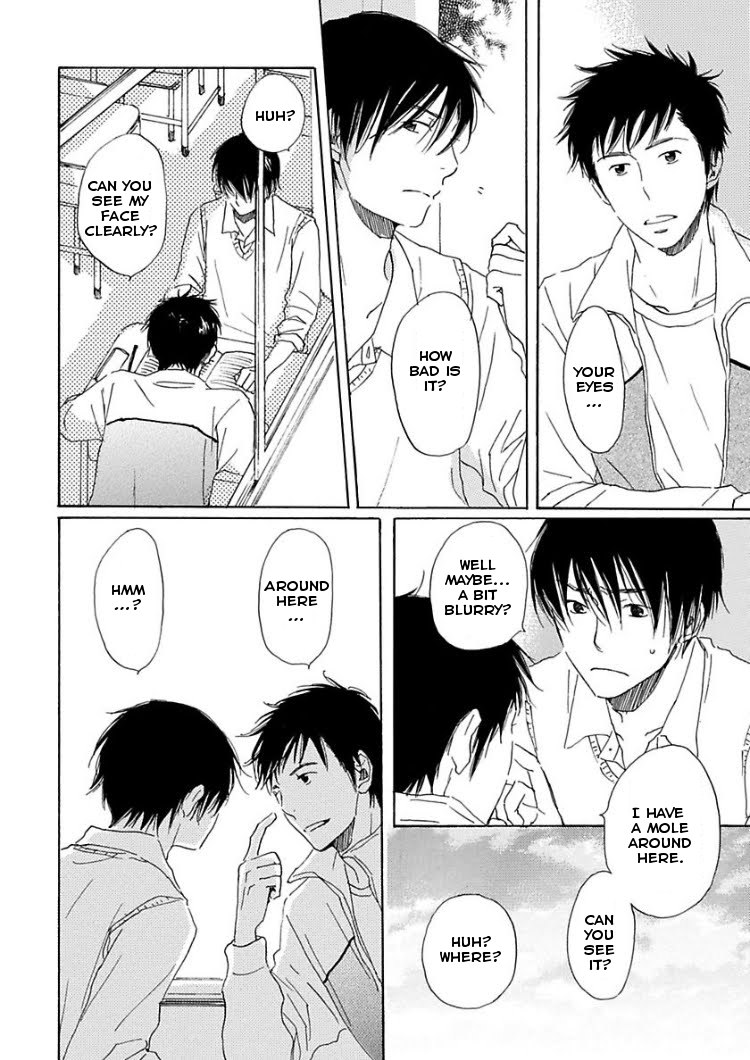 YOUR
EYES
...
HOW
BAD IS
IT?
HUH?
CAN YOU
SEE MY
FACE
CLEARLY?
WELL
MAYBE...
A BIT
BLURRY?
I HAVE
A MOLE
AROUND
HERE.
CAN
YOU
SEE
IT?
HUH?
WHERE?
AROUND
HERE
...
HMM
...?